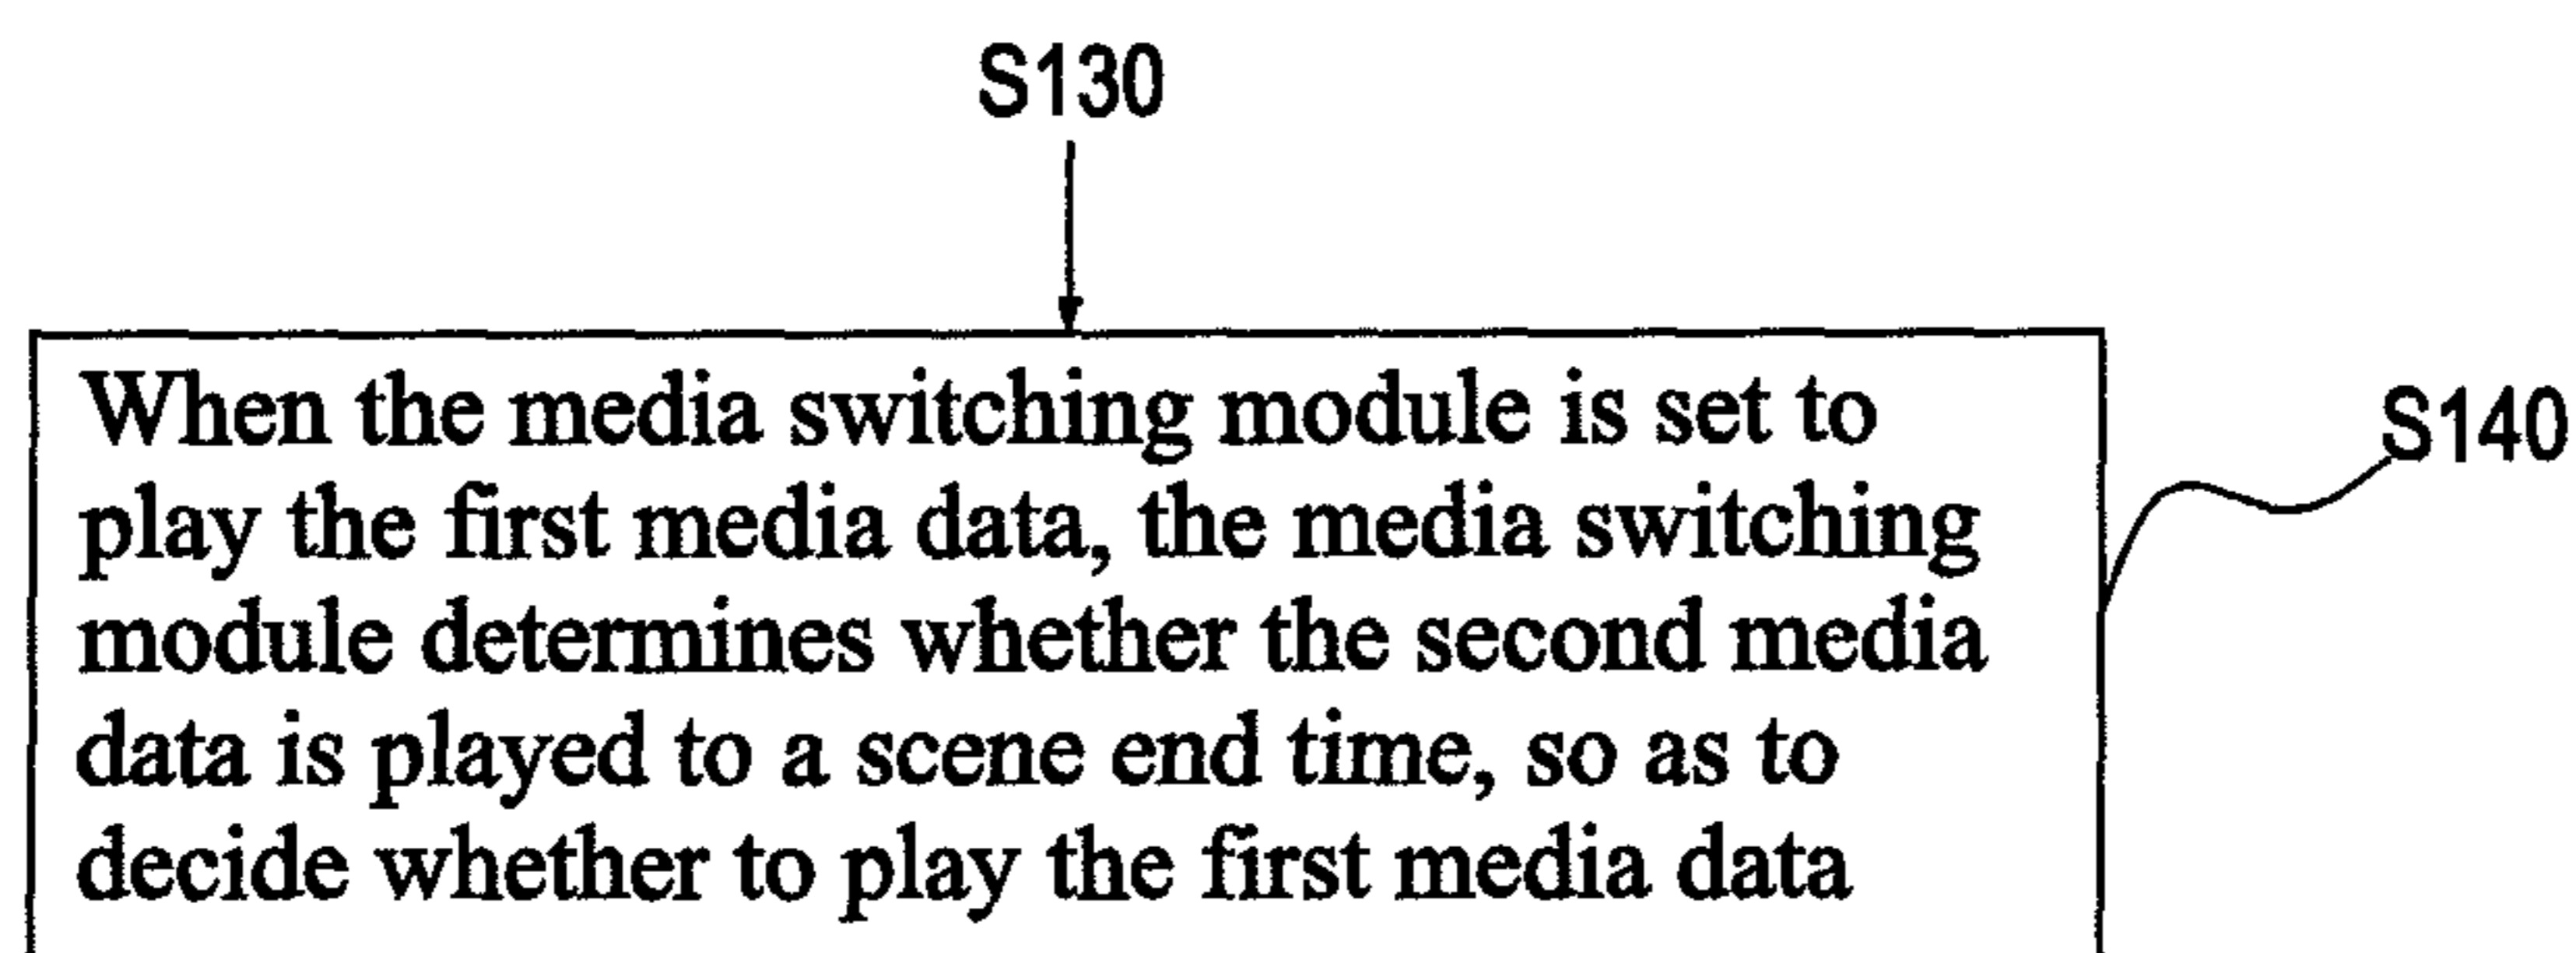 S130
When the media switching module is set to
play the first media data, the media switching
module determines whether the second media
data is played to a scene end time, so as to
decide whether to play the first media data
S140